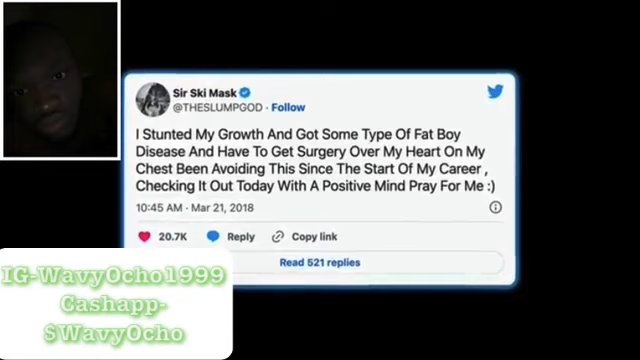 Sir Ski Mask
@THESLUMPGOD · Follow
I Stunted My Growth And Got Some Type Of Fat Boy
Disease And Have To Get Surgery Over My Heart On My
Chest Been Avoiding This Since The Start Of My Career ,
Checking It Out Today With A Positive Mind Pray For Me :)
10:45 AM · Mar 21, 2018
20.7K Reply Copy link
Read 521 replies
IG-WavyOcho1999
Cashapp-
$WavyOcho